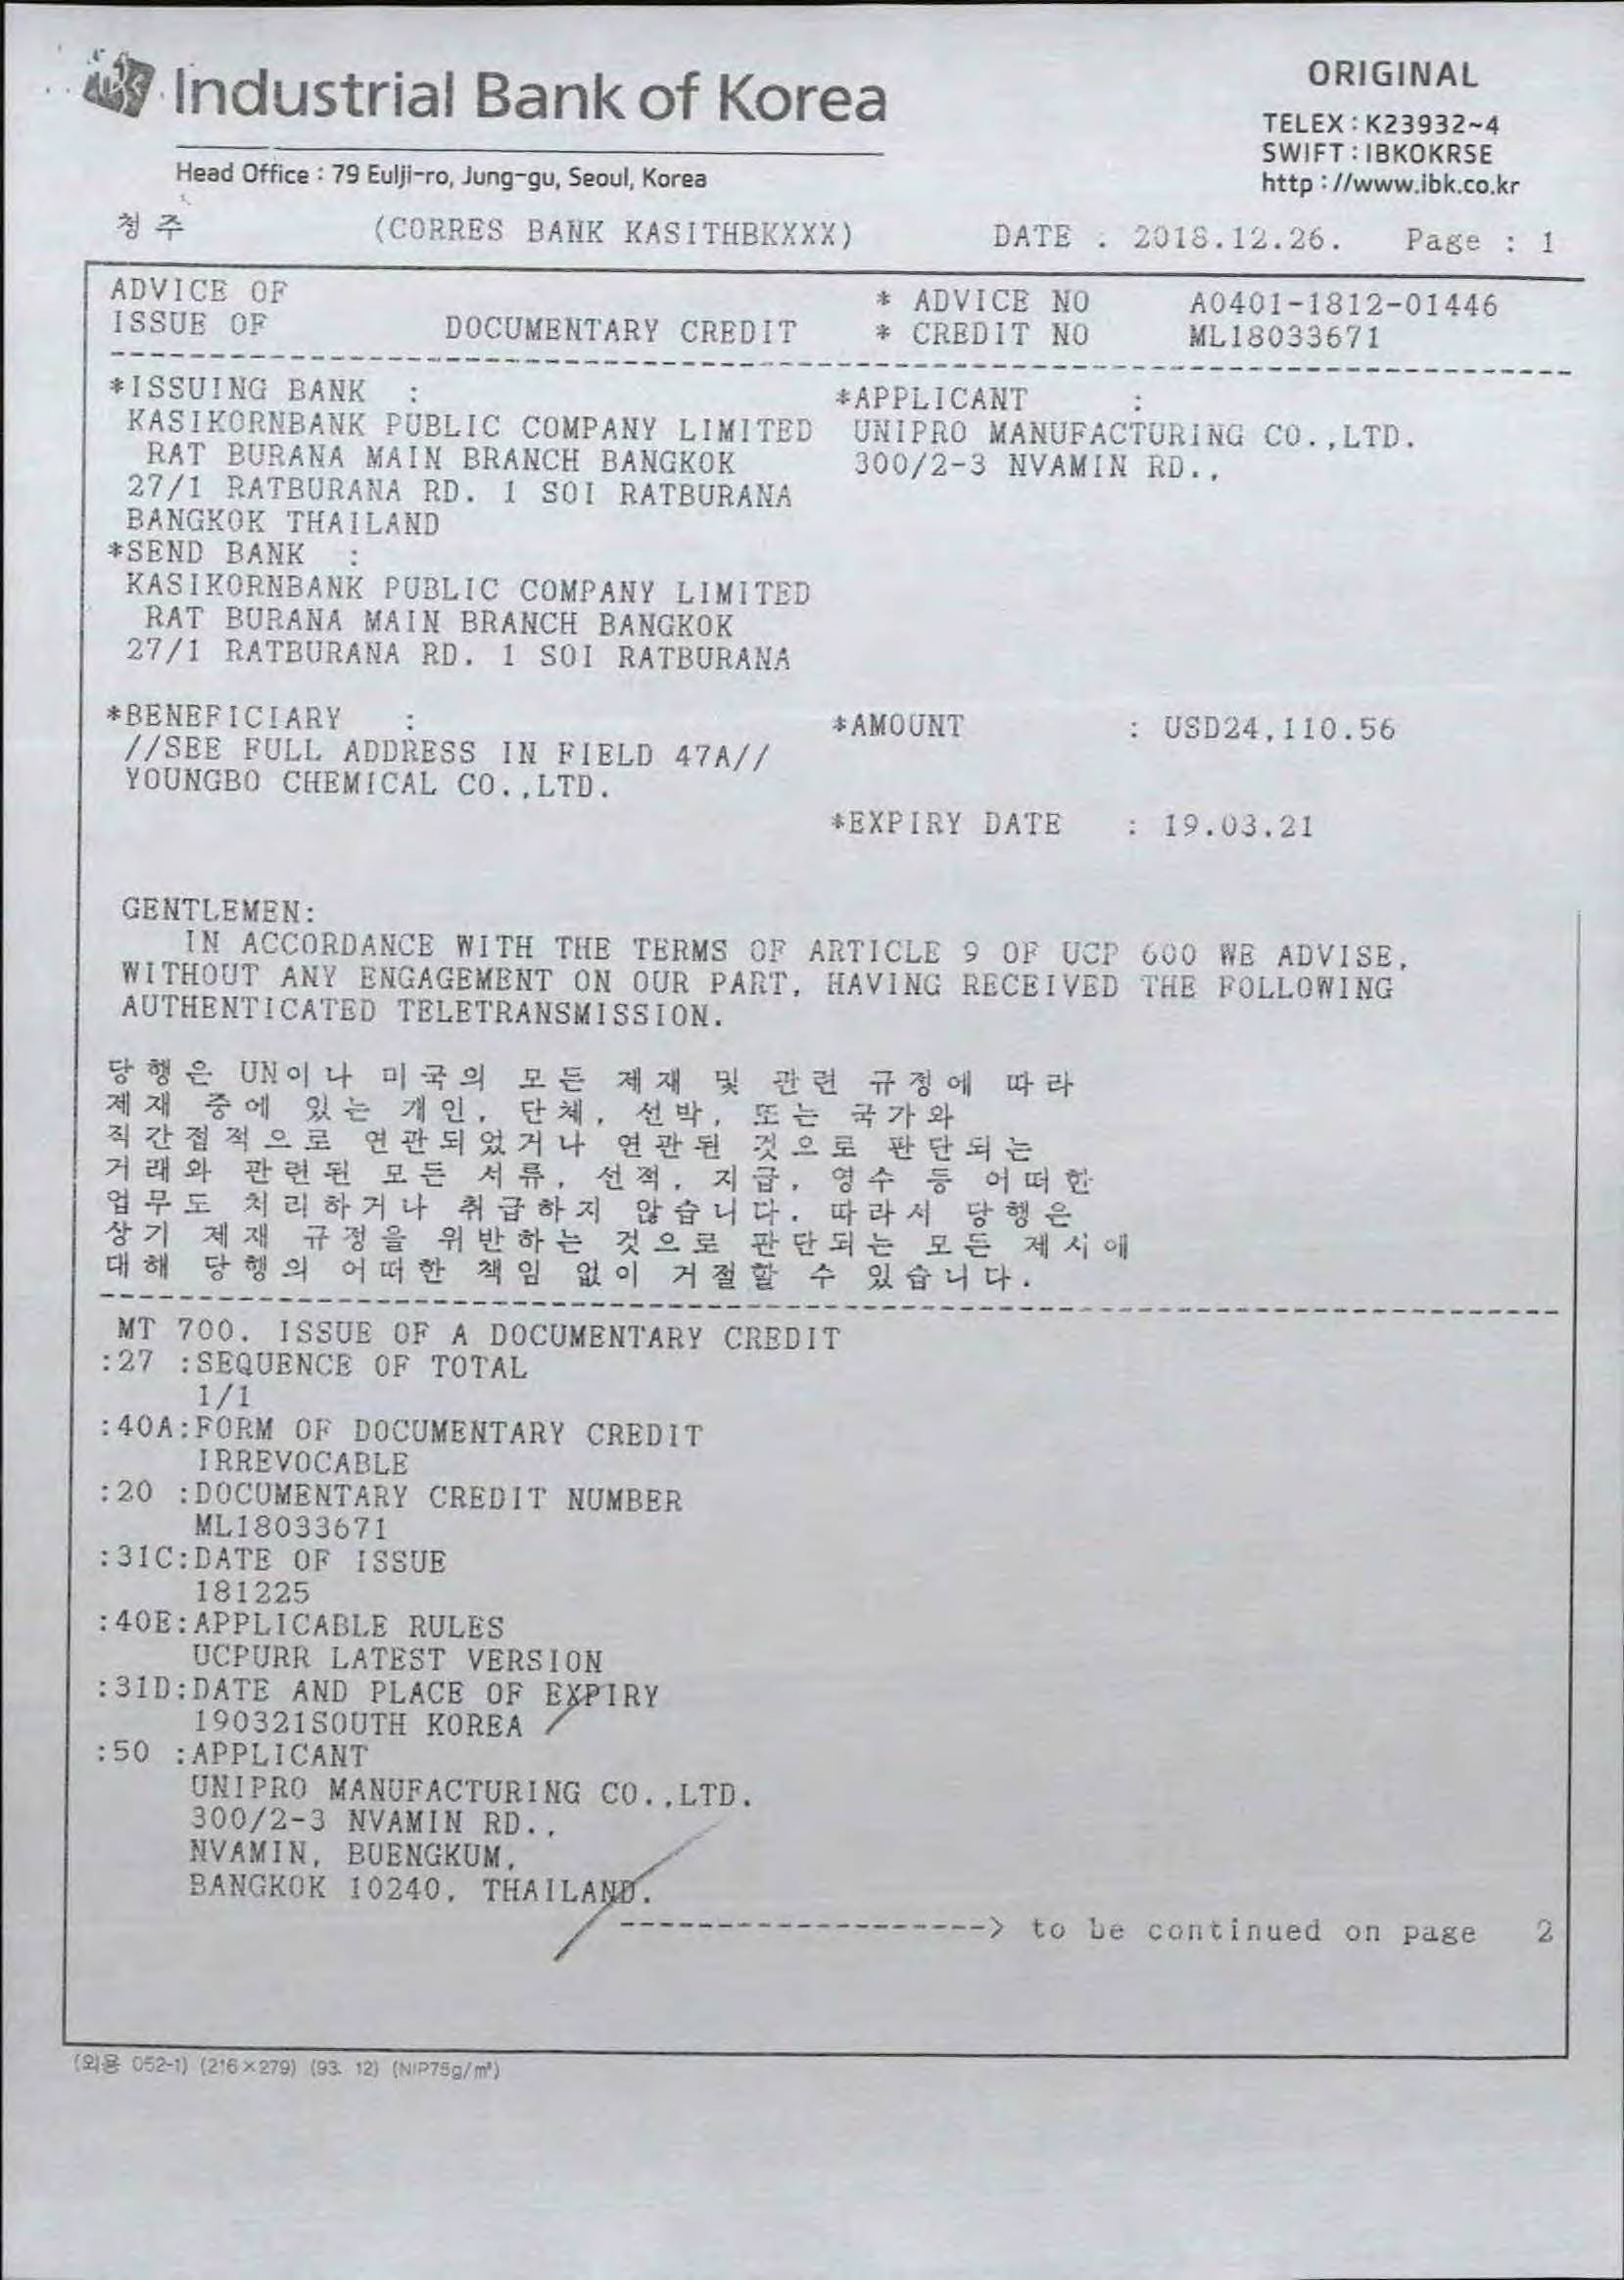 Industrial Bank of Korea
ORIGINAL
TELEX : K23932~4
SWIFT : IBKOKRSE
http : //www.ibk.co.kr
Head Office : 79 Eulji-ro, Jung-gu, Seoul, Korea
청주 (CORRES BANK KASITHBKXXX) DATE : 2018.12.26. Page : 1
ADVICE OF * ADVICE NO A0401-1812-01446
ISSUE OF DOCUMENTARY CREDIT * CREDIT NO ML18033671
*ISSUING BANK : *APPLICANT :
KASIKORNBANK PUBLIC COMPANY LIMITED UNIPRO MANUFACTURING CO.,LTD.
RAT BURANA MAIN BRANCH BANGKOK 300/2-3 NVAMIN RD.,
27/1 RATBURANA RD. 1 SOI RATBURANA
BANGKOK THAILAND
*SEND BANK :
KASIKORNBANK PUBLIC COMPANY LIMITED
RAT BURANA MAIN BRANCH BANGKOK
27/1 RATBURANA RD. 1 SOI RATBURANA
*BENEFICIARY : *AMOUNT : USD24,110.56
//SEE FULL ADDRESS IN FIELD 47A//
YOUNGBO CHEMICAL CO.,LTD.
*EXPIRY DATE : 19.03.21
GENTLEMEN:
IN ACCORDANCE WITH THE TERMS OF ARTICLE 9 OF UCP 600 WE ADVISE,
WITHOUT ANY ENGAGEMENT ON OUR PART, HAVING RECEIVED THE FOLLOWING
AUTHENTICATED TELETRANSMISSION.
당행은 UN이나 미국의 모든 제재 및 관련 규정에 따라
제재 중에 있는 개인, 단체, 선박, 또는 국가와
직간접적으로 연관되었거나 연관된 것으로 판단되는
거래와 관련된 모든 서류, 선적, 지급, 영수 등 어떠한
업무도 처리하거나 취급하지 않습니다. 따라서 당행은
상기 제재 규정을 위반하는 것으로 판단되는 모든 제시에
대해 당행의 어떠한 책임 없이 거절할 수 있습니다.
MT 700. ISSUE OF A DOCUMENTARY CREDIT
:27 :SEQUENCE OF TOTAL
1/1
:40A:FORM OF DOCUMENTARY CREDIT
IRREVOCABLE
:20 :DOCUMENTARY CREDIT NUMBER
ML18033671
:31C:DATE OF ISSUE
181225
:40E:APPLICABLE RULES
UCPURR LATEST VERSION
:31D:DATE AND PLACE OF EXPIRY
190321SOUTH KOREA
:50 :APPLICANT
UNIPRO MANUFACTURING CO.,LTD.
300/2-3 NVAMIN RD.,
NVAMIN, BUENGKUM,
BANGKOK 10240, THAILAND.
-------------------> to be continued on page 2
(외용 052-1) (216×279) (93. 12) (NIP75g/㎡)